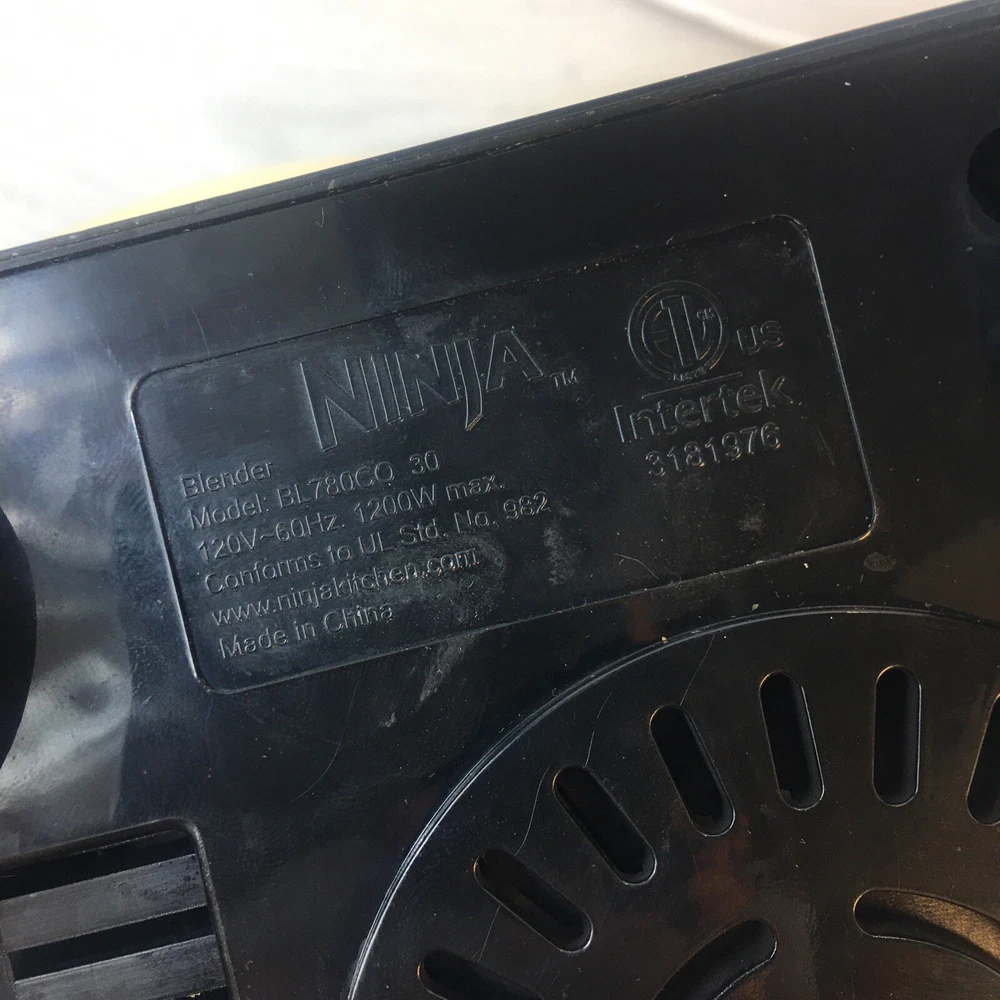 NINJA™
Blender
Model: BL780CO 30
120V~60Hz. 1200W max.
Conforms to UL Std. No. 982
www.ninjakitchen.com
Made in China
US
Intertek
3181976